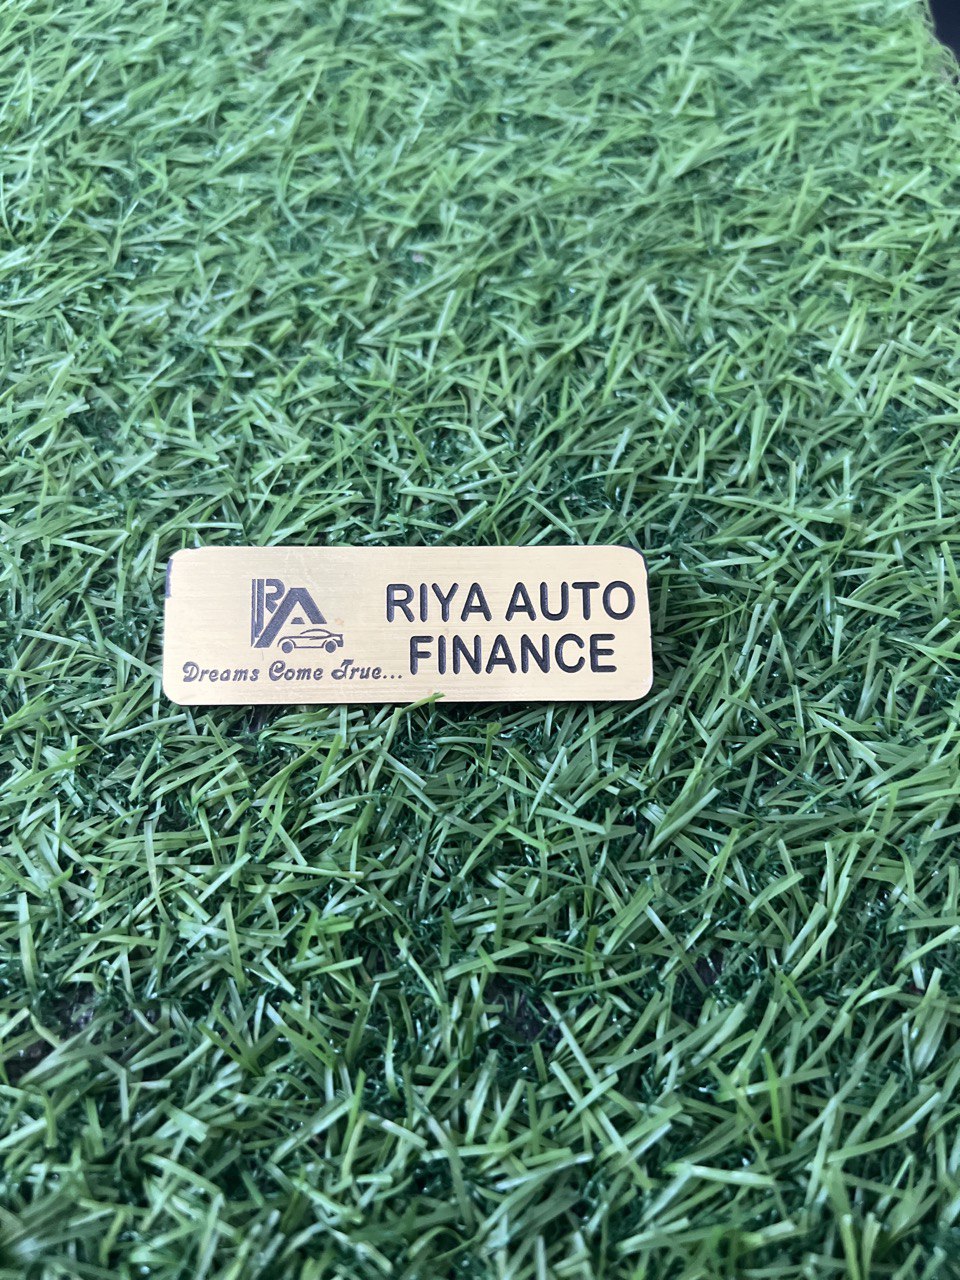 RA
Dreams Come True...
RIYA AUTO
FINANCE